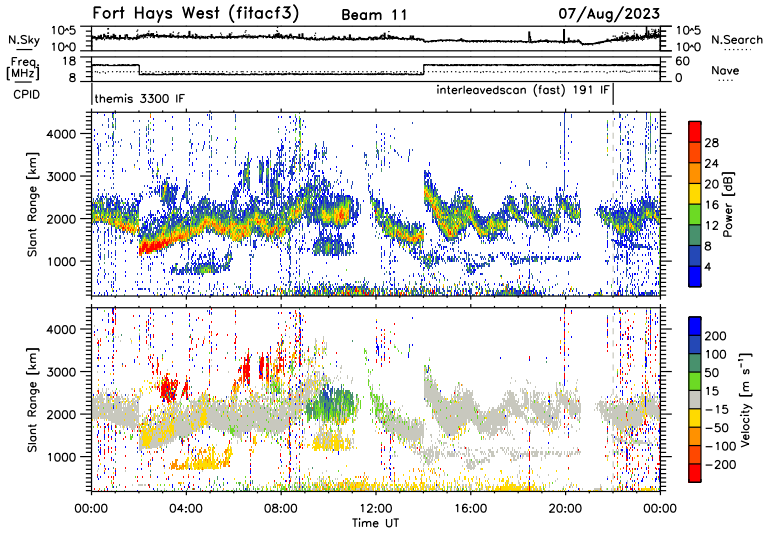 Fort Hays West (fitacf3) Beam 11 07/Aug/2023
N.Sky 10^5 10^0 10^5 10^0 N.Search
Freq. [MHz] 18 8 60 0 Nave
CPID themis 3300 IF interleavedscan (fast) 191 IF
Slant Range [km] 4000 3000 2000 1000
Power [dB] 28 24 20 16 12 8 4
Slant Range [km] 4000 3000 2000 1000
Velocity [m s⁻¹] 200 100 50 15 −15 −50 −100 −200
00:00 04:00 08:00 12:00 16:00 20:00 00:00
Time UT